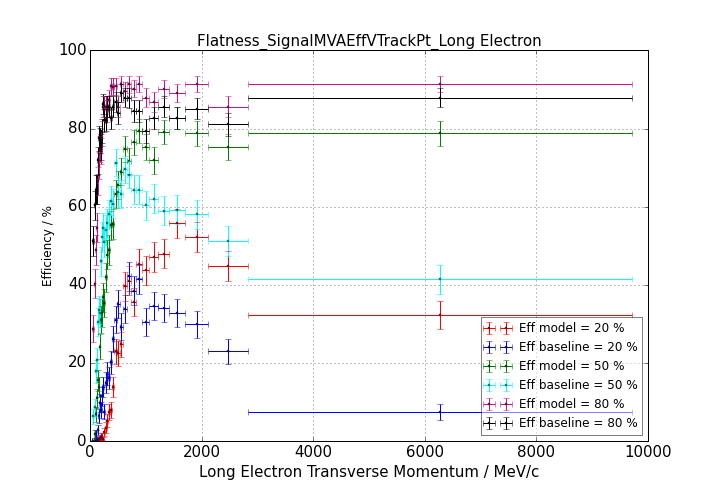 Flatness_SignalMVAEffVTrackPt_Long Electron
100
80
60
40
20
0
Efficiency / %
0 2000 4000 6000 8000 10000
Long Electron Transverse Momentum / MeV/c
Eff model = 20 %
Eff baseline = 20 %
Eff model = 50 %
Eff baseline = 50 %
Eff model = 80 %
Eff baseline = 80 %